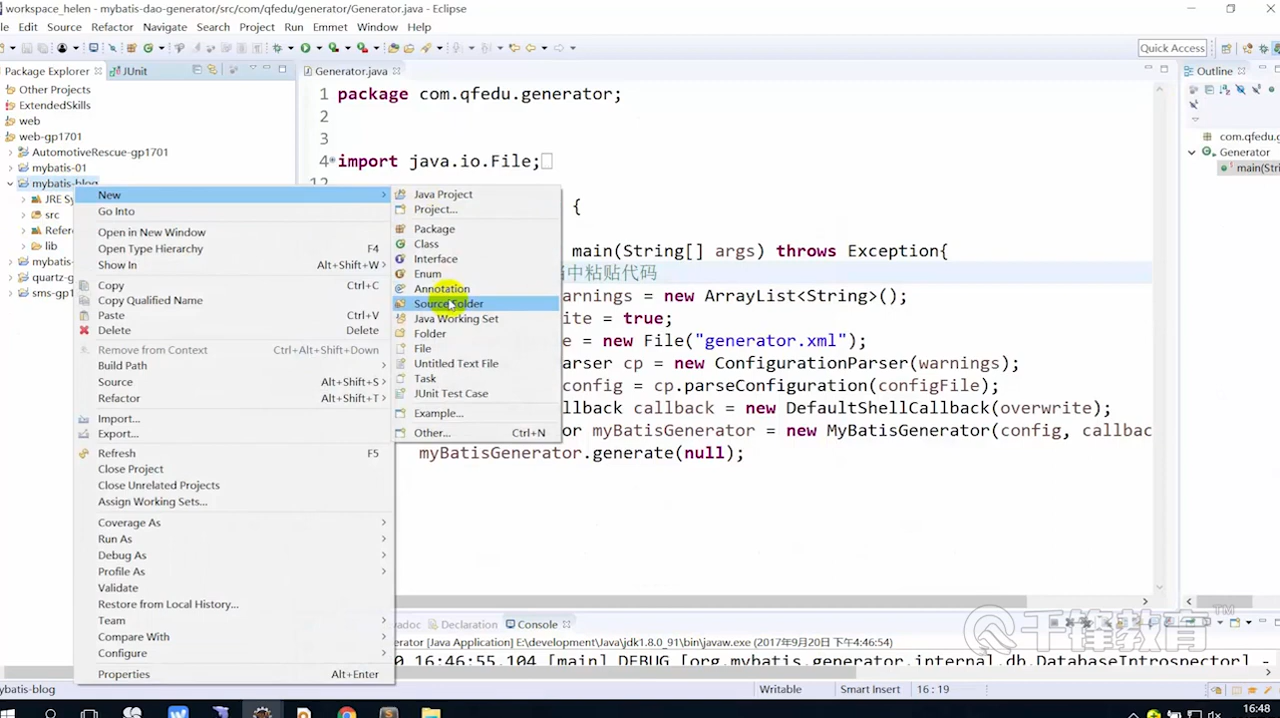 workspace_helen - mybatis-dao-generator/src/com/qfedu/generator/Generator.java - Eclipse
le Edit Source Refactor Navigate Search Project Run Emmet Window Help
Quick Access
Package Explorer JUnit
Generator.java
Outline
Other Projects
ExtendedSkills
web
web-gp1701
AutomotiveRescue-gp1701
mybatis-01
mybatis-blog
JRE Sy
src
Refere
lib
mybatis-
quartz-g
sms-gp1
New
Go Into
Open in New Window
Open Type Hierarchy F4
Show In Alt+Shift+W
Copy Ctrl+C
Copy Qualified Name
Paste Ctrl+V
Delete Delete
Remove from Context Ctrl+Alt+Shift+Down
Build Path
Source Alt+Shift+S
Refactor Alt+Shift+T
Import...
Export...
Refresh F5
Close Project
Close Unrelated Projects
Assign Working Sets...
Coverage As
Run As
Debug As
Profile As
Validate
Restore from Local History...
Team
Compare With
Configure
Properties Alt+Enter
Java Project
Project...
Package
Class
Interface
Enum
Annotation
Source Folder
Java Working Set
Folder
File
Untitled Text File
Task
JUnit Test Case
Example...
Other... Ctrl+N
1 package com.qfedu.generator;
2
3
4 import java.io.File;
12
{
main(String[] args) throws Exception{
中粘贴代码
warnings = new ArrayList<String>();
ite = true;
e = new File("generator.xml");
arser cp = new ConfigurationParser(warnings);
config = cp.parseConfiguration(configFile);
llback callback = new DefaultShellCallback(overwrite);
or myBatisGenerator = new MyBatisGenerator(config, callbac
myBatisGenerator.generate(null);
com.qfedu.g
Generator
main(Stri
adoc Declaration Console
erator [Java Application] E:\development\Java\jdk1.8.0_91\bin\javaw.exe (2017年9月20日 下午4:46:54)
0 16:46:55,104 [main] DEBUG [org.mybatis.generator.internal.db.DatabaseIntrospector] -
千锋教育 TM
ybatis-blog
Writable Smart Insert 16 : 19
16:48